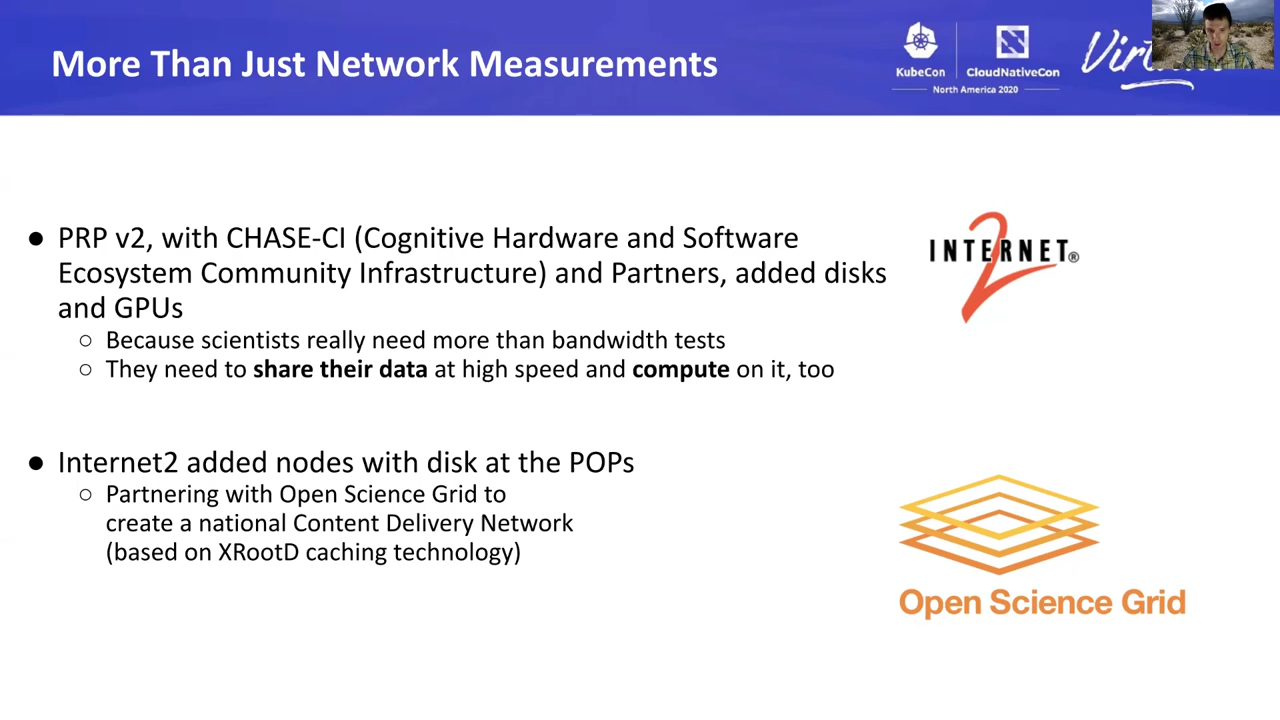 More Than Just Network Measurements
KubeCon
CloudNativeCon
North America 2020
● PRP v2, with CHASE-CI (Cognitive Hardware and Software
Ecosystem Community Infrastructure) and Partners, added disks
and GPUs
○ Because scientists really need more than bandwidth tests
○ They need to share their data at high speed and compute on it, too
INTERNET®
2
● Internet2 added nodes with disk at the POPs
○ Partnering with Open Science Grid to
create a national Content Delivery Network
(based on XRootD caching technology)
Open Science Grid